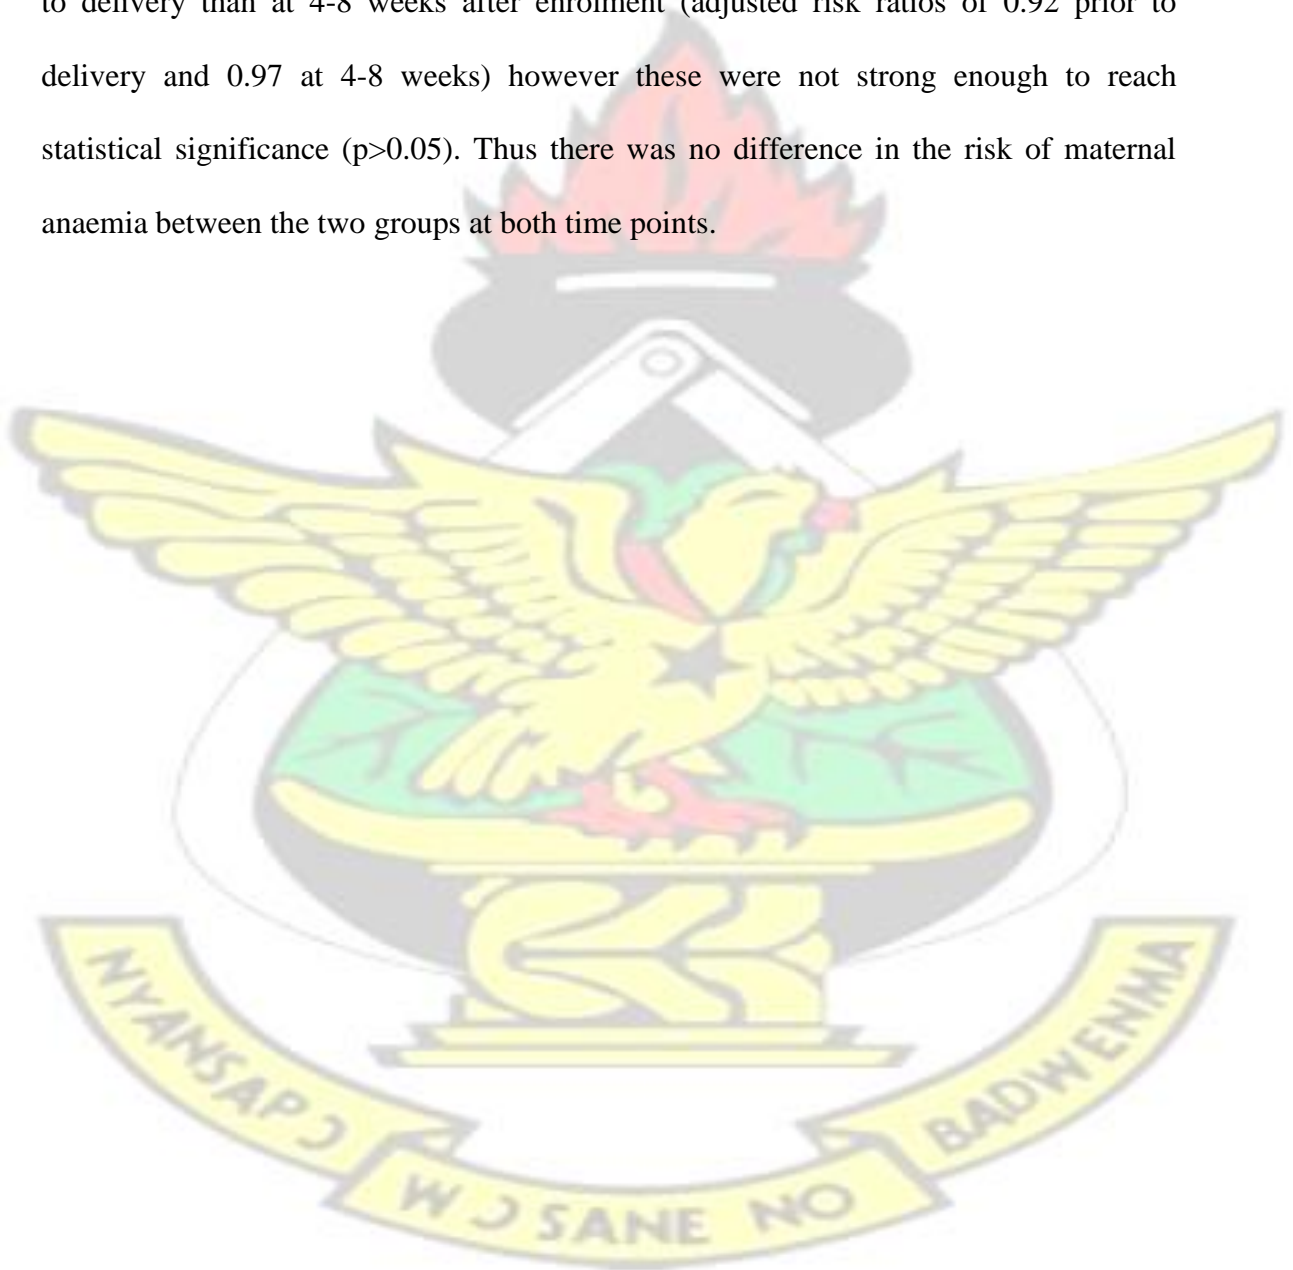 to delivery than at 4-8 weeks after enrolment (adjusted risk ratios of 0.92 prior to
delivery and 0.97 at 4-8 weeks) however these were not strong enough to reach
statistical significance (p>0.05). Thus there was no difference in the risk of maternal
anaemia between the two groups at both time points.
NYANSAPƆ
WƆSANE NO
BADWENMA